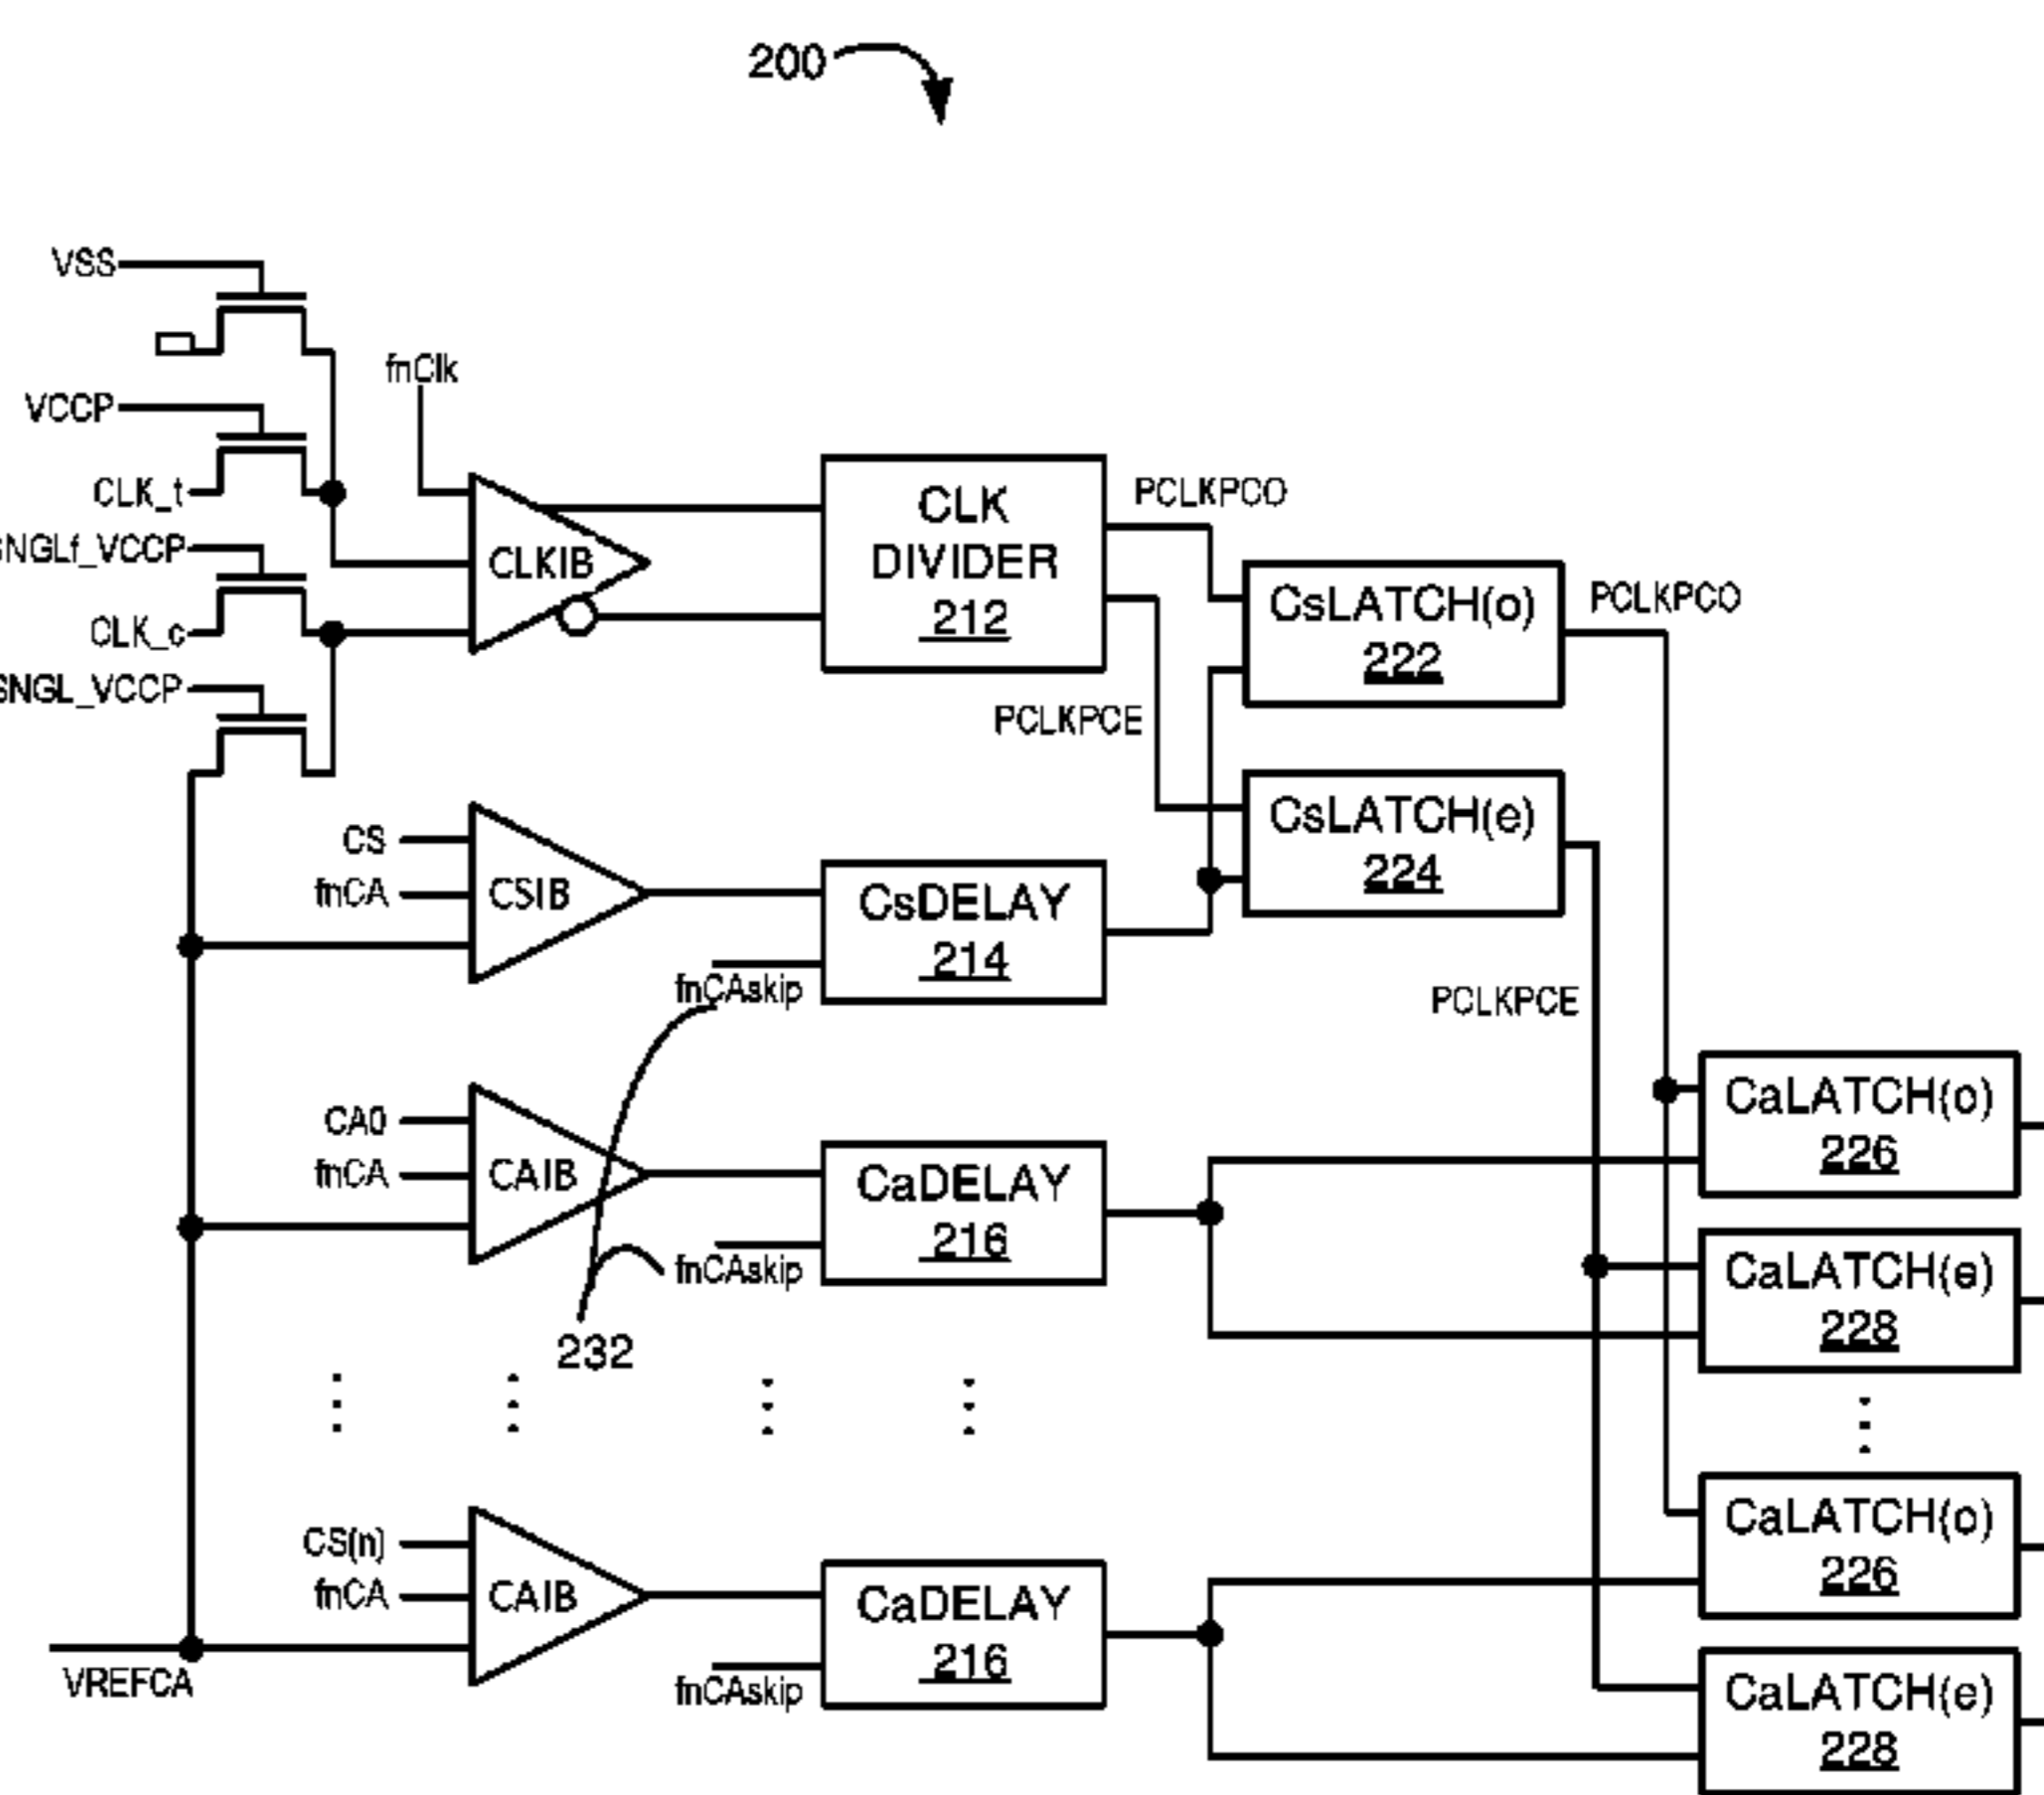 200
VSS
fnClk
VCCP
CLK_t
CLK
DIVIDER
212
PCLKPCO
NGLf_VCCP
CLKIB
CsLATCH(o)
222
PCLKPCO
CLK_c
NGL_VCCP
PCLKPCE
CsLATCH(e)
224
CS
fnCA
CSIB
CsDELAY
214
fnCAskip
PCLKPCE
CaLATCH(o)
226
CA0
fnCA
CAIB
CaDELAY
216
fnCAskip
CaLATCH(e)
228
232
CaLATCH(o)
226
CS(n)
fnCA
CAIB
CaDELAY
216
fnCAskip
VREFCA
CaLATCH(e)
228